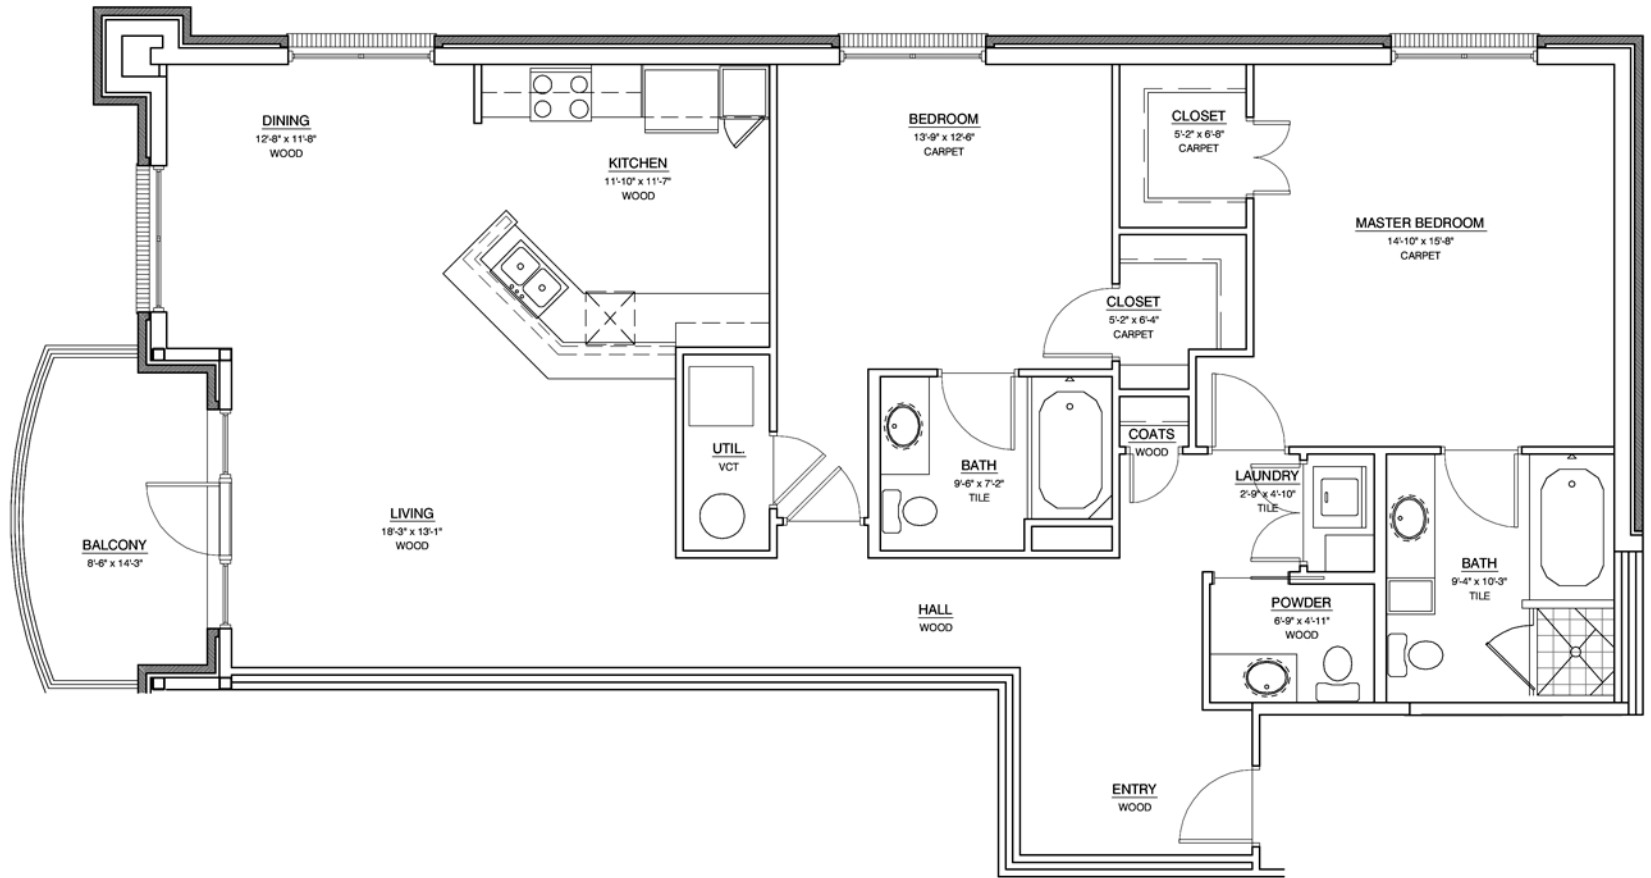 DINING
12'-8" x 11'-8"
WOOD
KITCHEN
11'-10" x 11'-7"
WOOD
BEDROOM
13'-9" x 12'-6"
CARPET
CLOSET
5'-2" x 6'-8"
CARPET
MASTER BEDROOM
14'-10" x 15'-8"
CARPET
CLOSET
5'-2" x 6'-4"
CARPET
UTIL.
VCT
BATH
9'-6" x 7'-2"
TILE
COATS
WOOD
LAUNDRY
2'-9" x 4'-10"
TILE
LIVING
18'-3" x 13'-1"
WOOD
BALCONY
8'-6" x 14'-3"
BATH
9'-4" x 10'-3"
TILE
HALL
WOOD
POWDER
6'-9" x 4'-11"
WOOD
ENTRY
WOOD